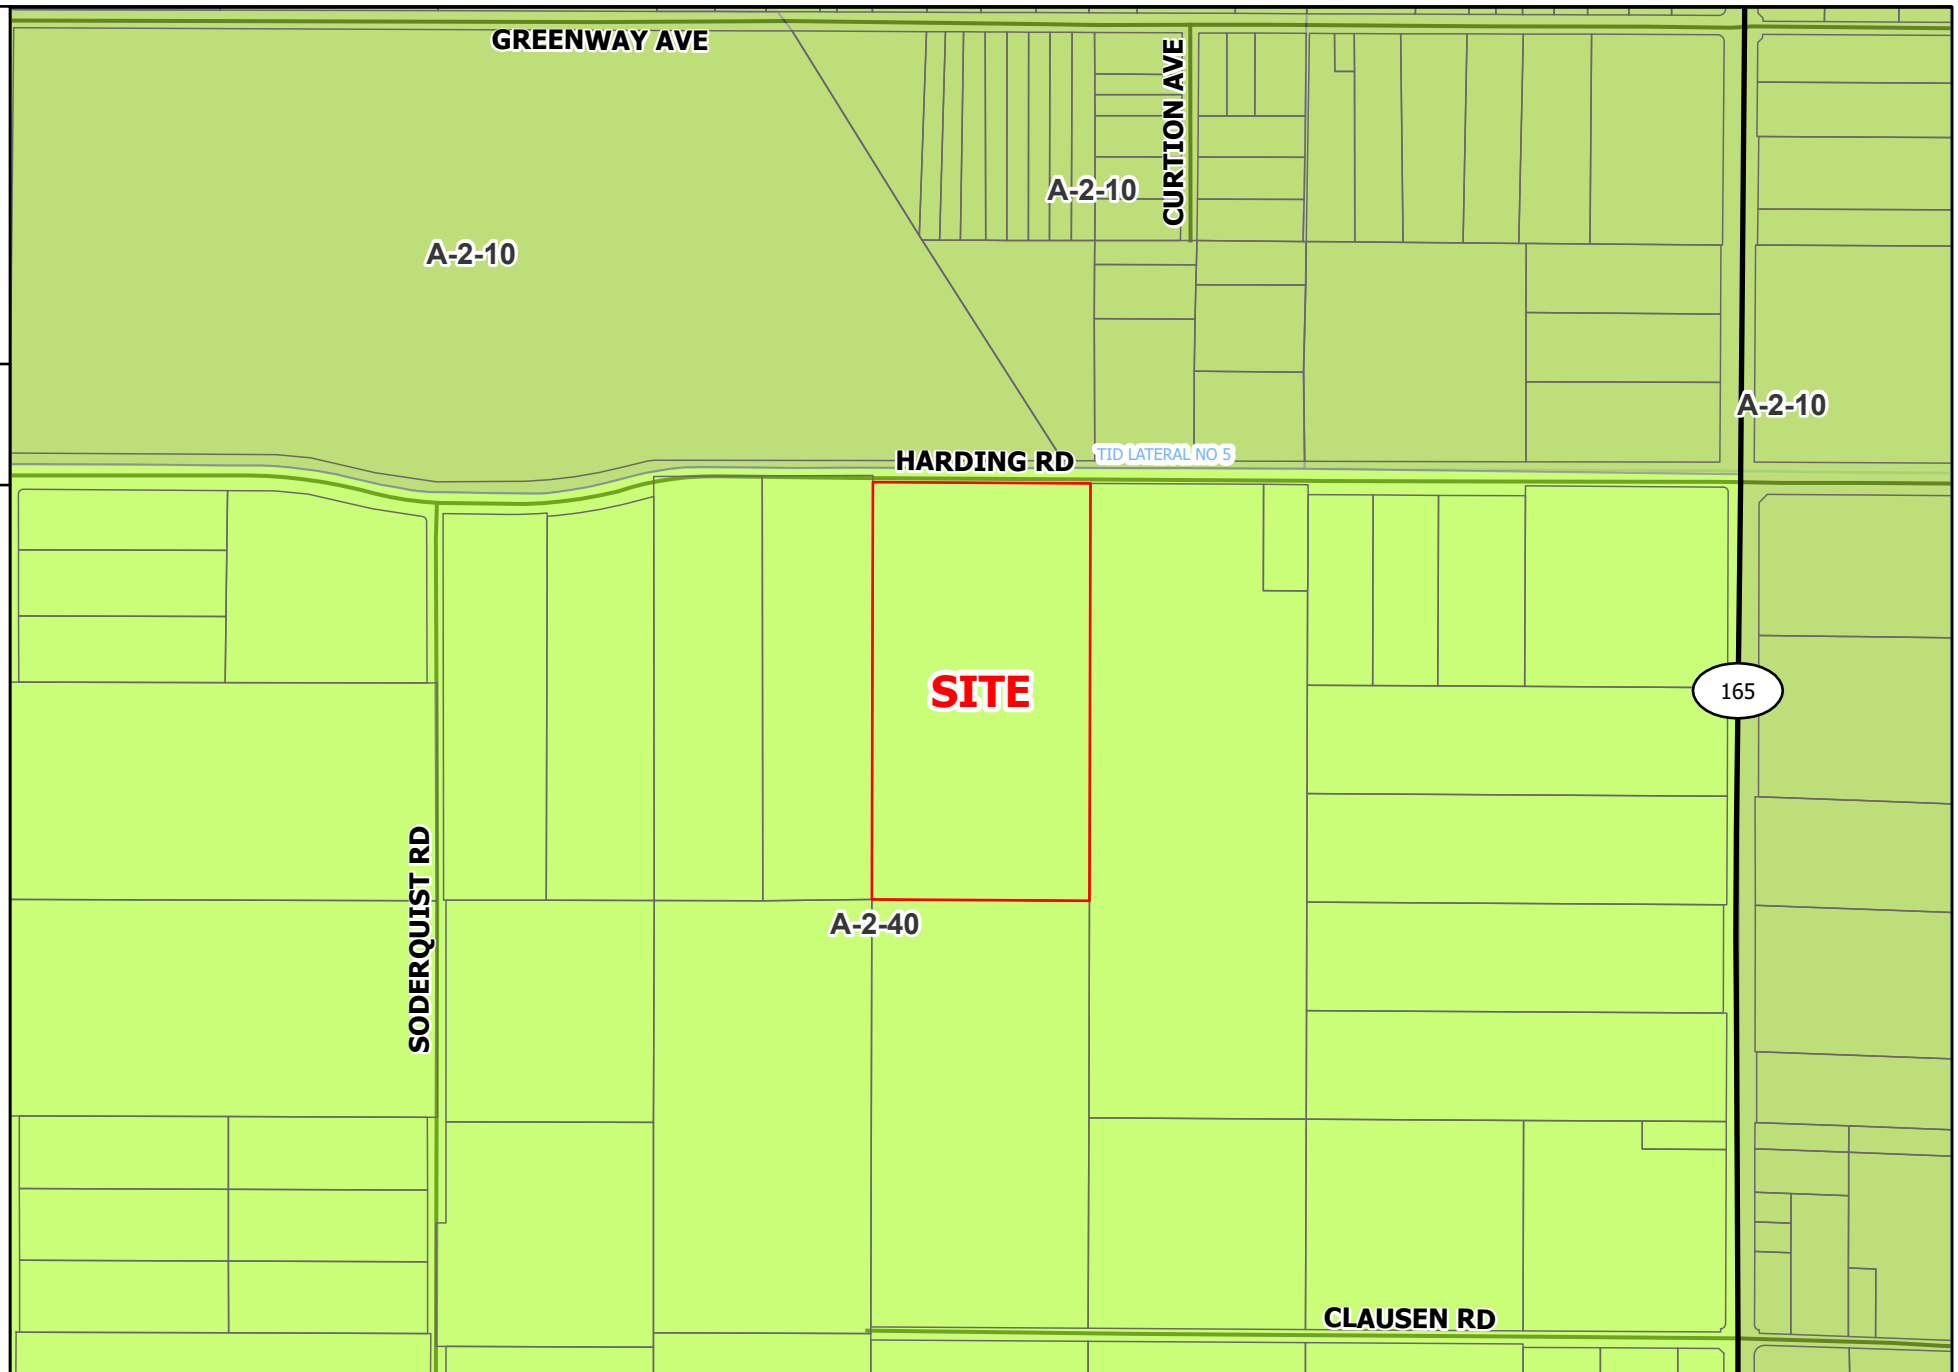 GREENWAY AVE
CURTION AVE
A-2-10
A-2-10
A-2-10
HARDING RD
TID LATERAL NO 5
SITE
165
SODERQUIST RD
A-2-40
CLAUSEN RD